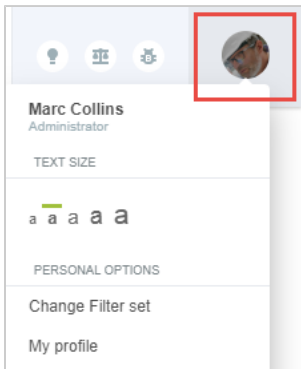 Marc Collins
Administrator
TEXT SIZE
a a a a a
PERSONAL OPTIONS
Change Filter set
My profile